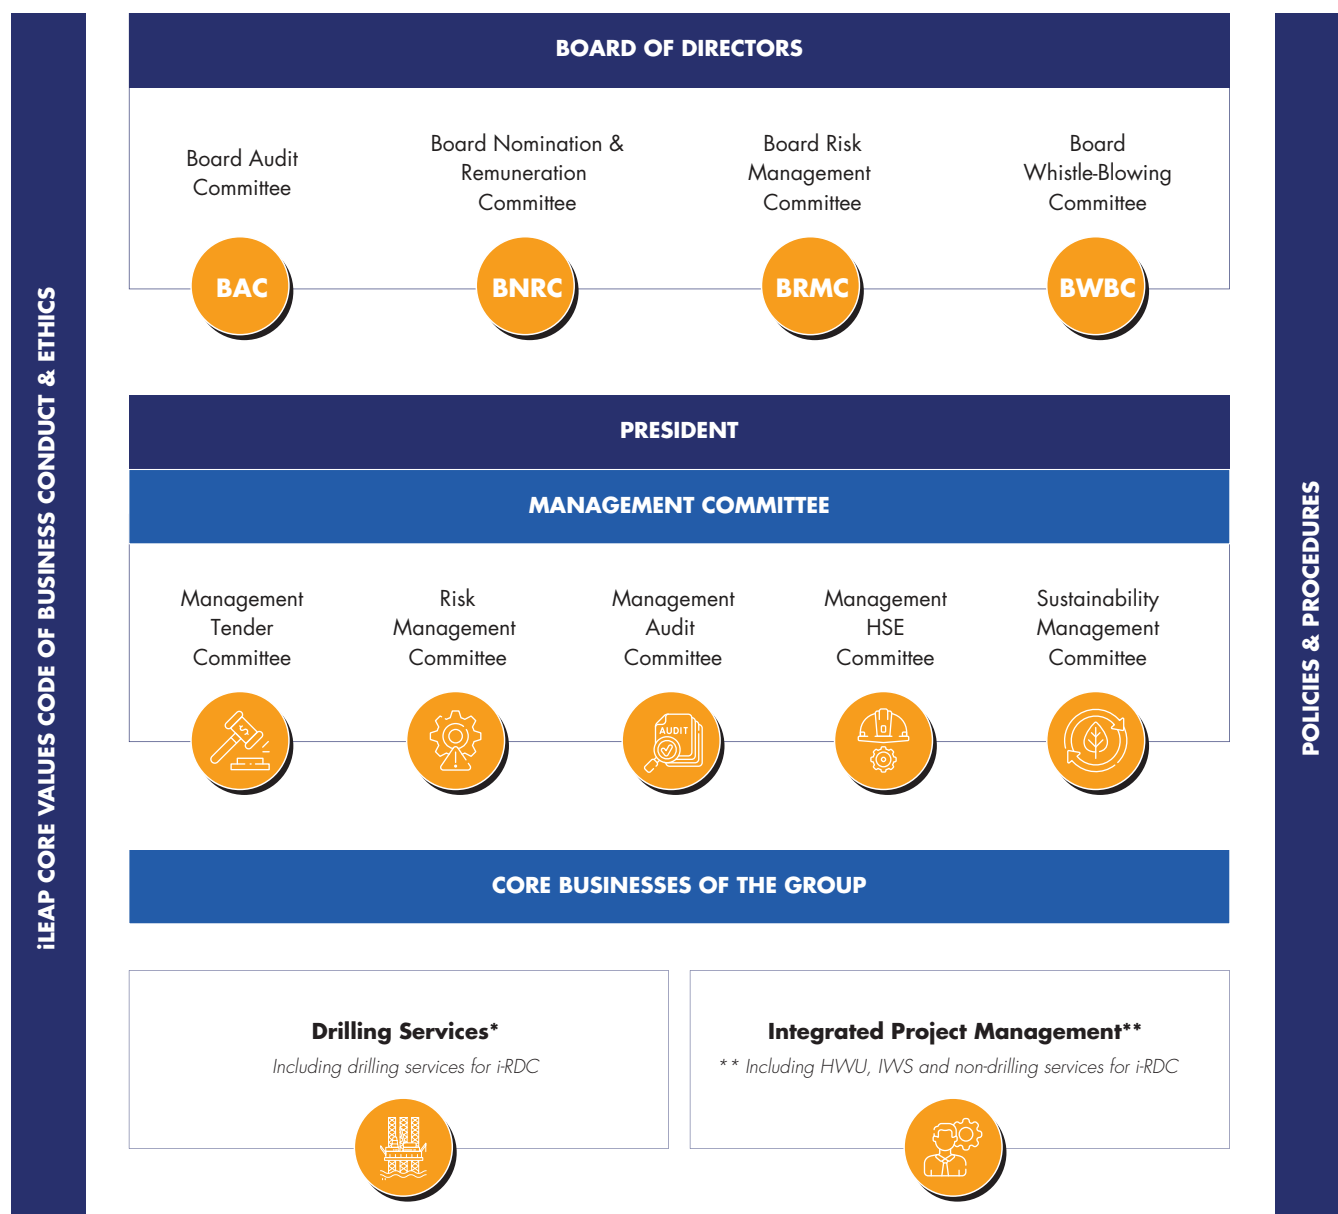 iLEAP CORE VALUES CODE OF BUSINESS CONDUCT & ETHICS
BOARD OF DIRECTORS
Board Audit
Committee
BAC
Board Nomination &
Remuneration
Committee
BNRC
Board Risk
Management
Committee
BRMC
Board
Whistle-Blowing
Committee
BWBC
PRESIDENT
MANAGEMENT COMMITTEE
Management
Tender
Committee
Risk
Management
Committee
Management
Audit
Committee
AUDIT
Management
HSE
Committee
Sustainability
Management
Committee
CORE BUSINESSES OF THE GROUP
Drilling Services*
Including drilling services for i-RDC
Integrated Project Management**
** Including HWU, IWS and non-drilling services for i-RDC
POLICIES & PROCEDURES